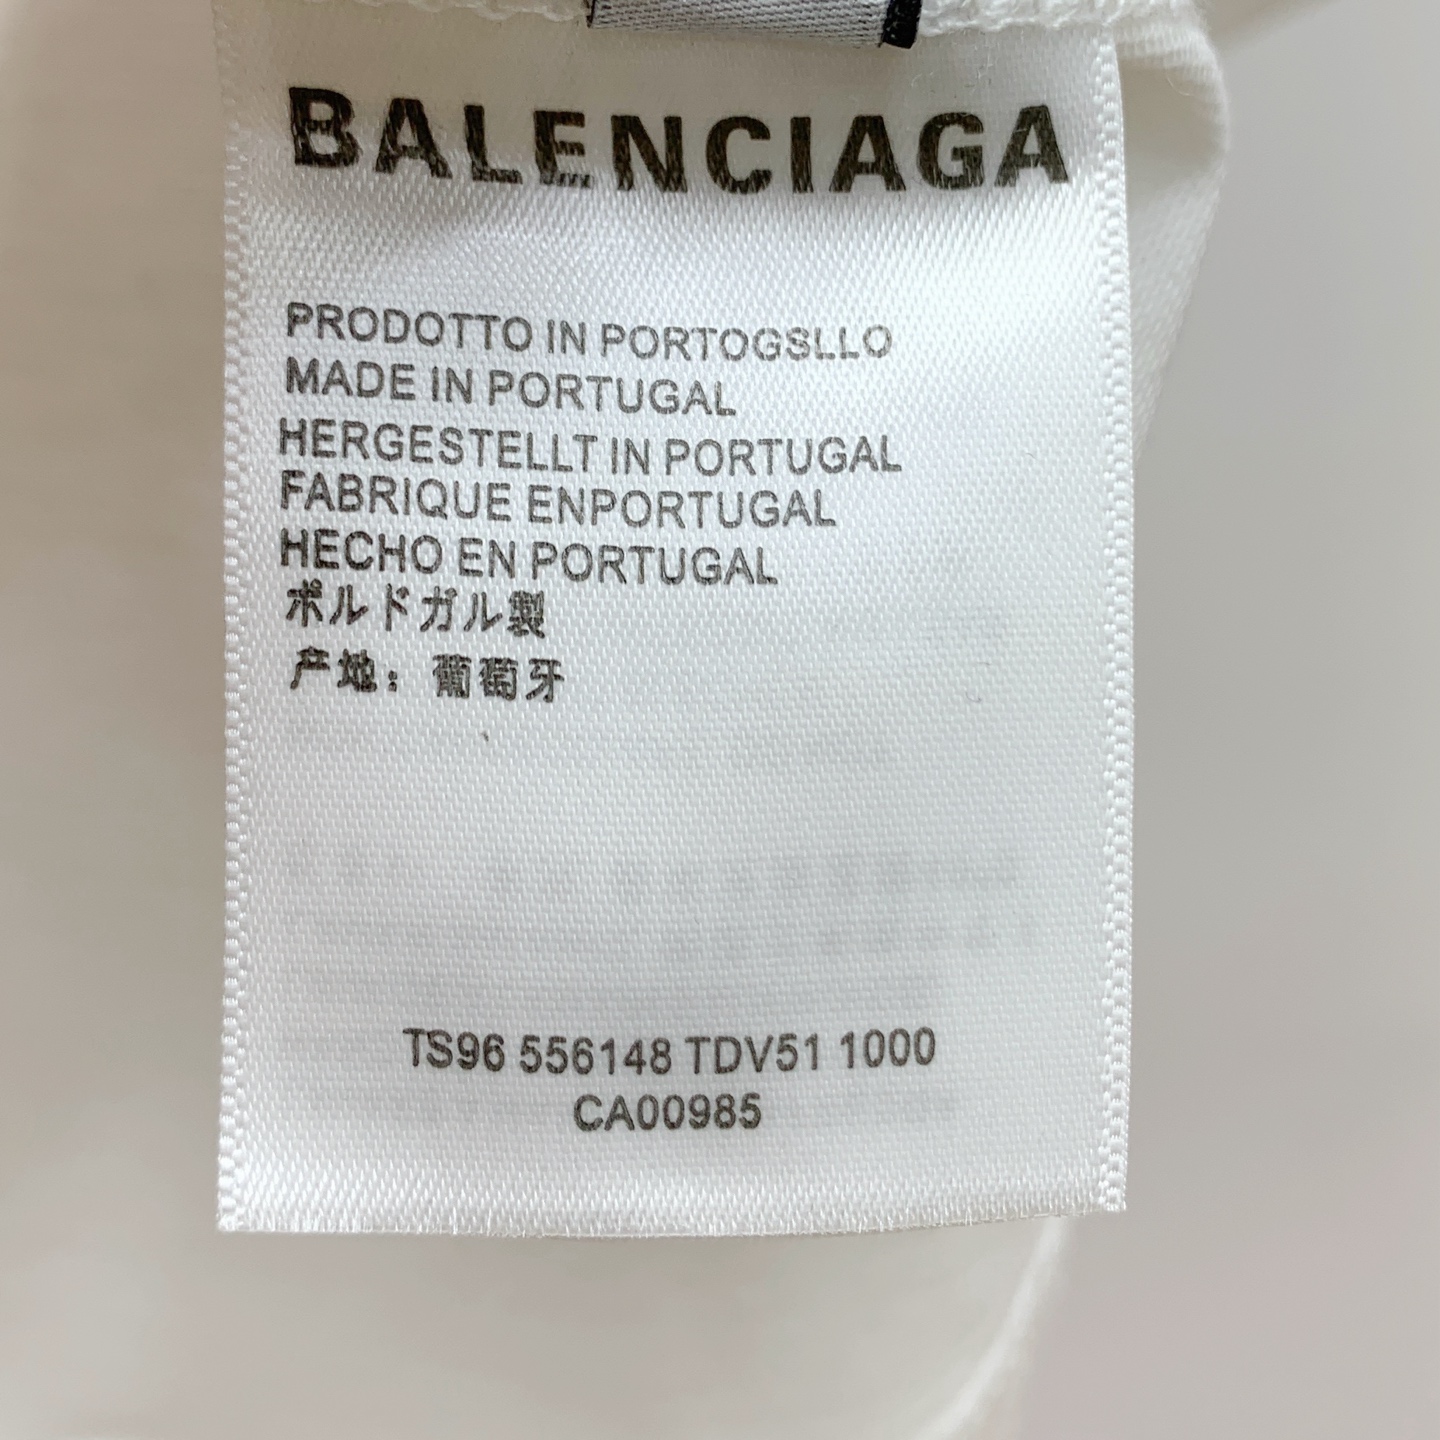 BALENCIAGA
PRODOTTO IN PORTOGSLLO
MADE IN PORTUGAL
HERGESTELLT IN PORTUGAL
FABRIQUE ENPORTUGAL
HECHO EN PORTUGAL
ポルドガル製
产地：葡萄牙
TS96 556148 TDV51 1000
CA00985